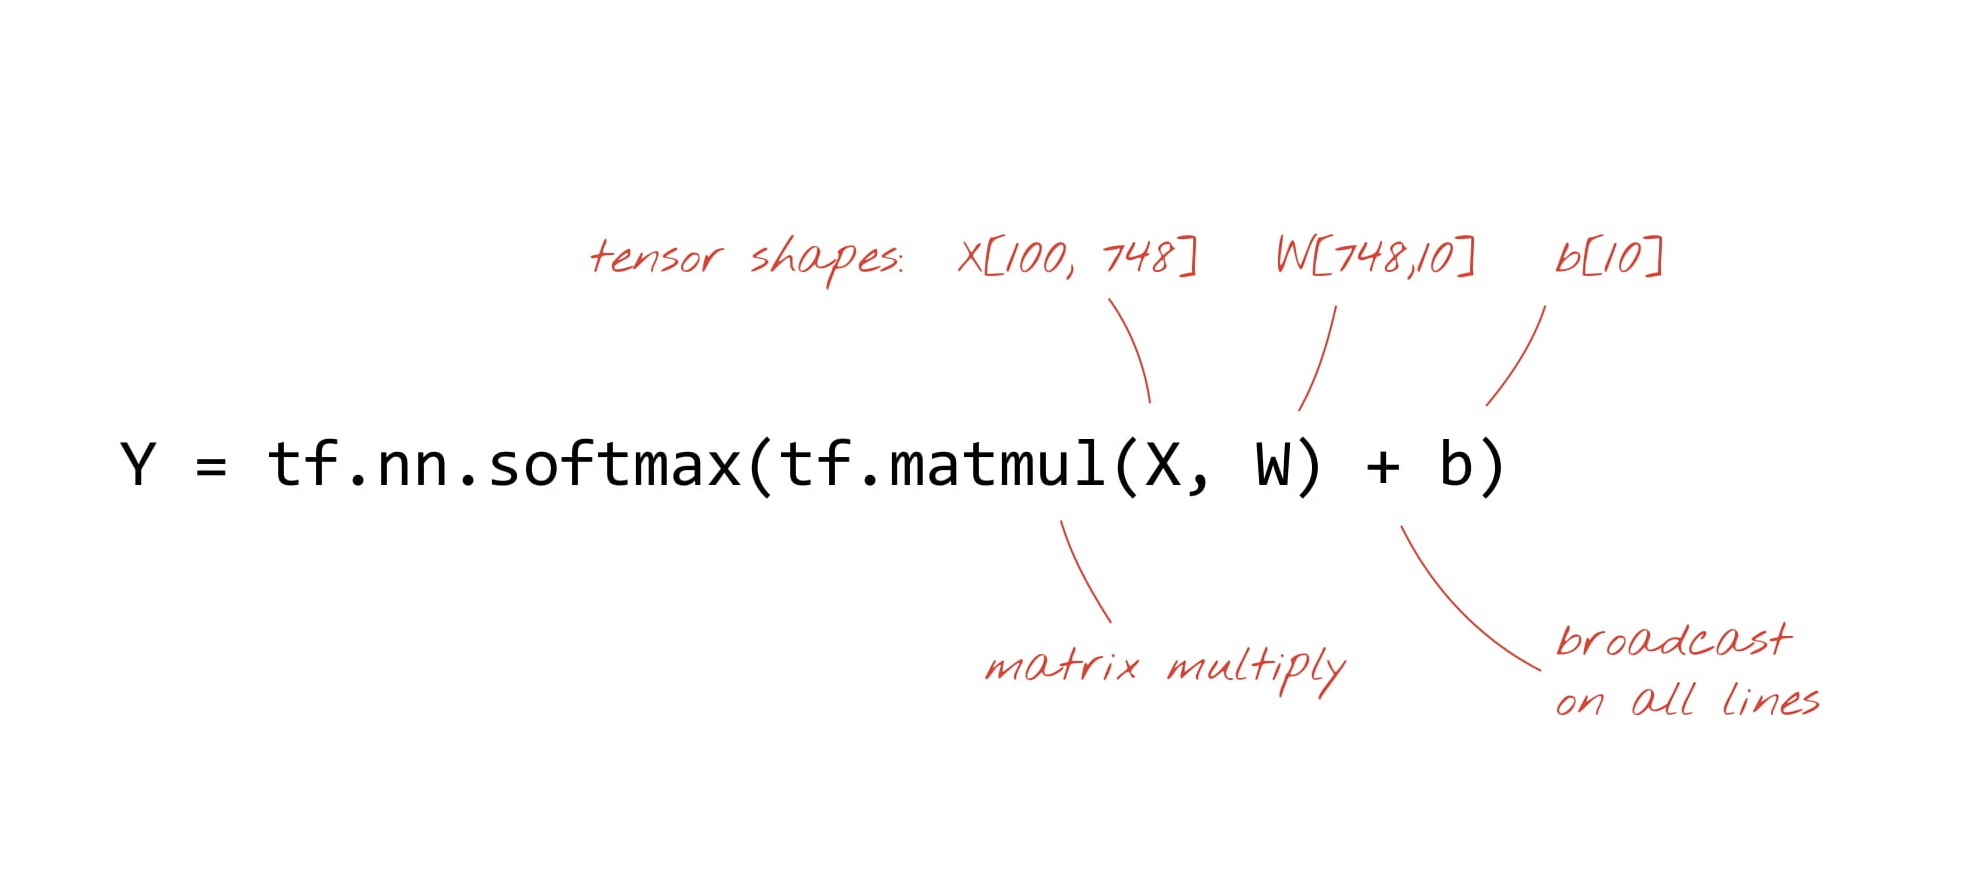 tensor shapes: X[100, 748] W[748,10] b[10]
Y = tf.nn.softmax(tf.matmul(X, W) + b)
matrix multiply
broadcast
on all lines